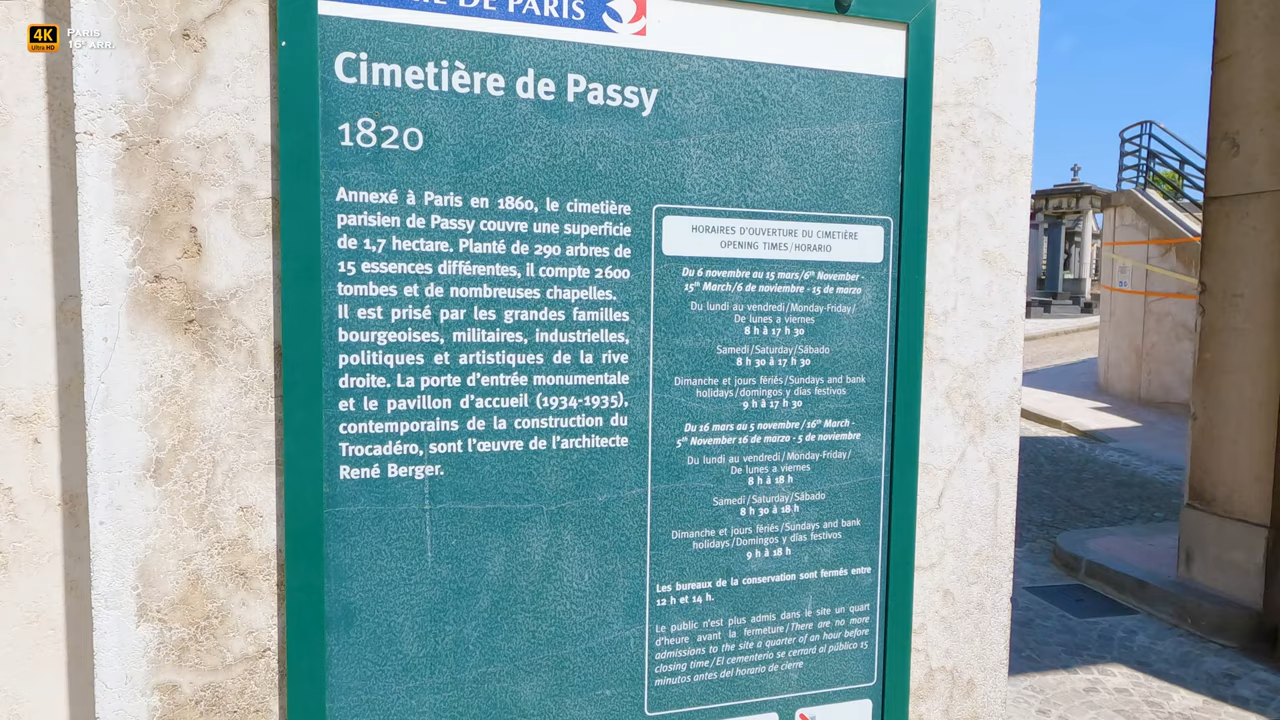 4K
Ultra HD
PARIS
16e ARR.
DE PARIS
Cimetière de Passy
1820
Annexé à Paris en 1860, le cimetière
parisien de Passy couvre une superficie
de 1,7 hectare. Planté de 290 arbres de
15 essences différentes, il compte 2600
tombes et de nombreuses chapelles.
Il est prisé par les grandes familles
bourgeoises, militaires, industrielles,
politiques et artistiques de la rive
droite. La porte d'entrée monumentale
et le pavillon d'accueil (1934-1935),
contemporains de la construction du
Trocadéro, sont l'œuvre de l'architecte
René Berger.
HORAIRES D'OUVERTURE DU CIMETIÈRE
OPENING TIMES/HORARIO
Du 6 novembre au 15 mars/6th November -
15th March/6 de noviembre - 15 de marzo
Du lundi au vendredi/Monday-Friday/
De lunes a viernes
8 h à 17 h 30
Samedi/Saturday/Sábado
8 h 30 à 17 h 30
Dimanche et jours fériés/Sundays and bank
holidays/domingos y días festivos
9 h à 17 h 30
Du 16 mars au 5 novembre/16th March -
5th November 16 de marzo - 5 de noviembre
Du lundi au vendredi/Monday-Friday/
De lunes a viernes
8 h à 18 h
Samedi/Saturday/Sábado
8 h 30 à 18 h
Dimanche et jours fériés/Sundays and bank
holidays/Domingos y días festivos
9 h à 18 h
Les bureaux de la conservation sont fermés entre
12 h et 14 h.
Le public n'est plus admis dans le site un quart
d'heure avant la fermeture/There are no more
admissions to the site a quarter of an hour before
closing time/El cementerio se cerrará al público 15
minutos antes del horario de cierre